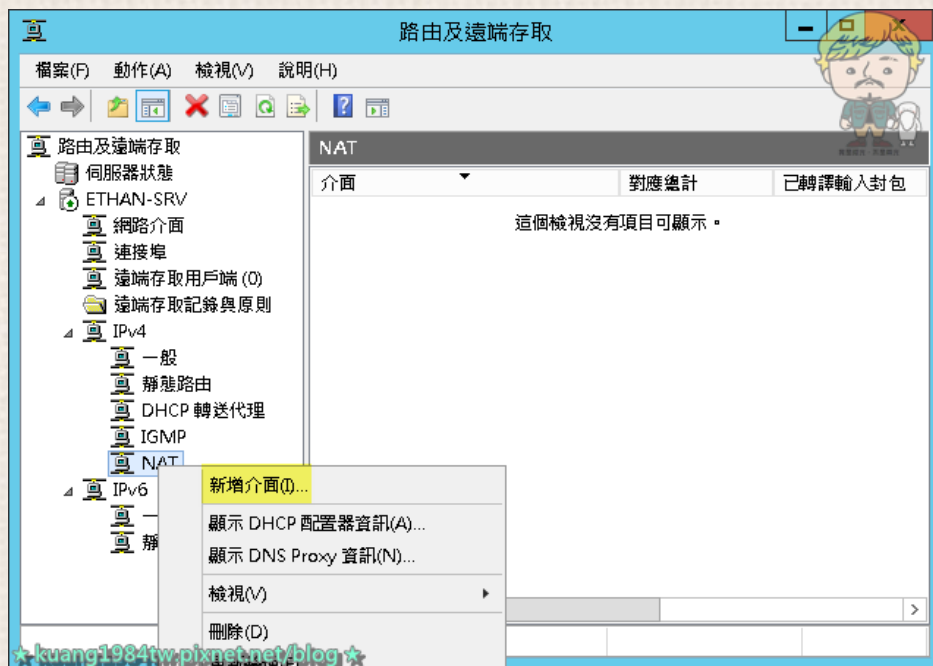 路由及遠端存取
檔案(F) 動作(A) 檢視(V) 說明(H)
路由及遠端存取
伺服器狀態
ETHAN-SRV
網路介面
連接埠
遠端存取用戶端 (0)
遠端存取記錄與原則
IPv4
一般
靜態路由
DHCP 轉送代理
IGMP
NAT
IPv6
一
靜
NAT
介面 對應總計 已轉譯輸入封包
這個檢視沒有項目可顯示。
新增介面(I)...
顯示 DHCP 配置器資訊(A)...
顯示 DNS Proxy 資訊(N)...
檢視(V)
刪除(D)
★ kuang1984tw.pixnet.net/blog ★